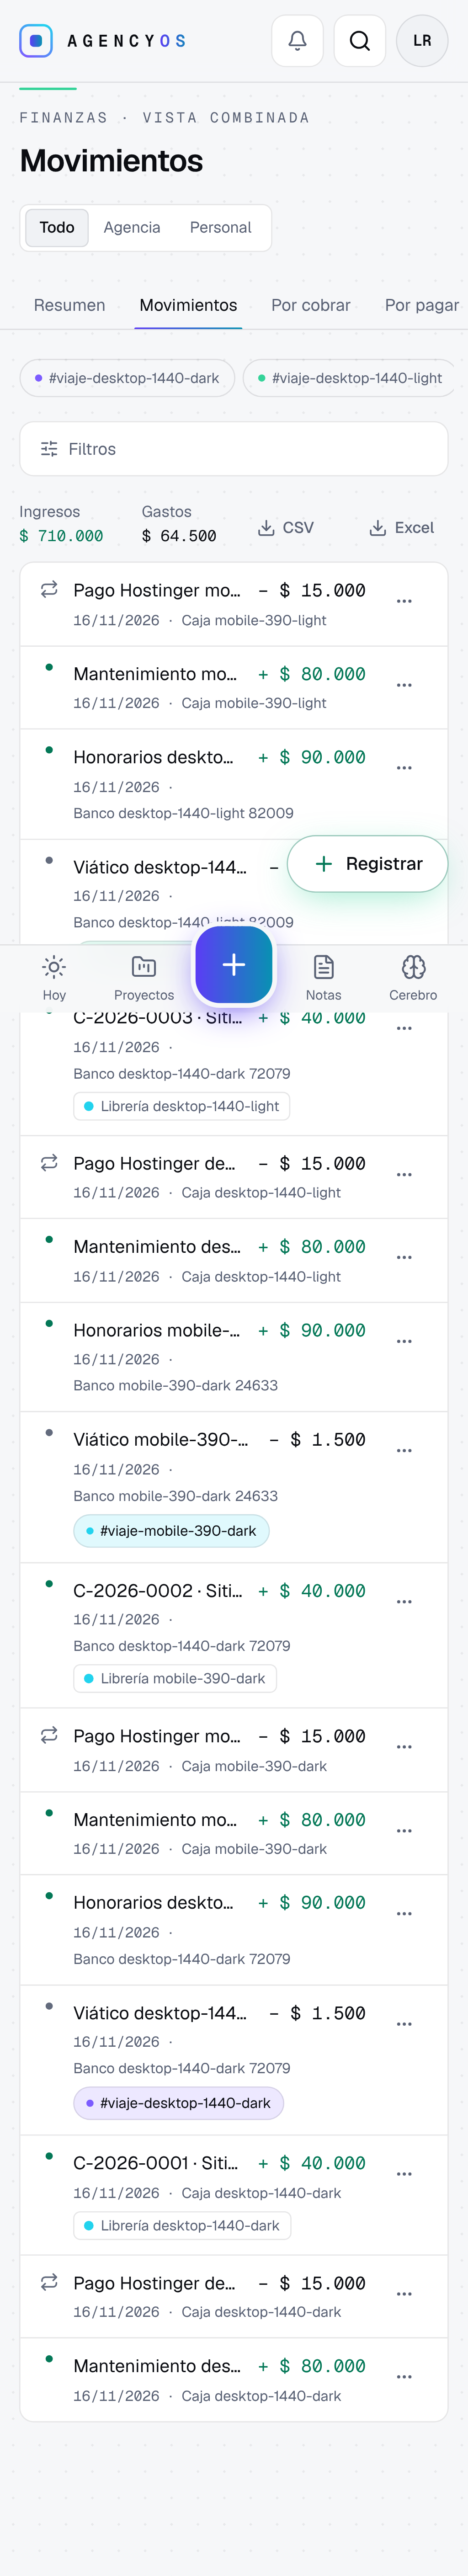 AGENCYOS
LR
FINANZAS · VISTA COMBINADA
Movimientos
Todo Agencia Personal
Resumen Movimientos Por cobrar Por pagar
#viaje-desktop-1440-dark #viaje-desktop-1440-light
Filtros
Ingresos Gastos
$ 710.000 $ 64.500 CSV Excel
Pago Hostinger mo... − $ 15.000
16/11/2026 · Caja mobile-390-light
Mantenimiento mo... + $ 80.000
16/11/2026 · Caja mobile-390-light
Honorarios deskto... + $ 90.000
16/11/2026 ·
Banco desktop-1440-light 82009
Viático desktop-144... −
Registrar
16/11/2026 ·
Banco desktop-1440-light 82009
Hoy Proyectos Notas Cerebro
C-2026-0003 · Siti... + $ 40.000
16/11/2026 ·
Banco desktop-1440-dark 72079
Librería desktop-1440-light
Pago Hostinger de... − $ 15.000
16/11/2026 · Caja desktop-1440-light
Mantenimiento des... + $ 80.000
16/11/2026 · Caja desktop-1440-light
Honorarios mobile-... + $ 90.000
16/11/2026 ·
Banco mobile-390-dark 24633
Viático mobile-390-... − $ 1.500
16/11/2026 ·
Banco mobile-390-dark 24633
#viaje-mobile-390-dark
C-2026-0002 · Siti... + $ 40.000
16/11/2026 ·
Banco desktop-1440-dark 72079
Librería mobile-390-dark
Pago Hostinger mo... − $ 15.000
16/11/2026 · Caja mobile-390-dark
Mantenimiento mo... + $ 80.000
16/11/2026 · Caja mobile-390-dark
Honorarios deskto... + $ 90.000
16/11/2026 ·
Banco desktop-1440-dark 72079
Viático desktop-144... − $ 1.500
16/11/2026 ·
Banco desktop-1440-dark 72079
#viaje-desktop-1440-dark
C-2026-0001 · Siti... + $ 40.000
16/11/2026 · Caja desktop-1440-dark
Librería desktop-1440-dark
Pago Hostinger de... − $ 15.000
16/11/2026 · Caja desktop-1440-dark
Mantenimiento des... + $ 80.000
16/11/2026 · Caja desktop-1440-dark